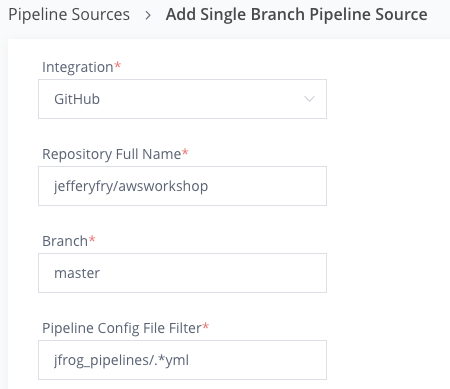 Pipeline Sources > Add Single Branch Pipeline Source
Integration*
GitHub
Repository Full Name*
jefferyfry/awsworkshop
Branch*
master
Pipeline Config File Filter*
jfrog_pipelines/.*yml